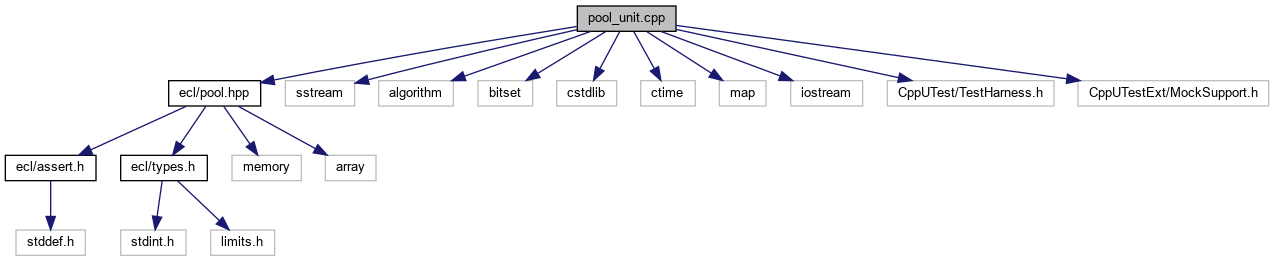 pool_unit.cpp
ecl/pool.hpp
sstream
algorithm
bitset
cstdlib
ctime
map
iostream
CppUTest/TestHarness.h
CppUTestExt/MockSupport.h
ecl/assert.h
ecl/types.h
memory
array
stddef.h
stdint.h
limits.h